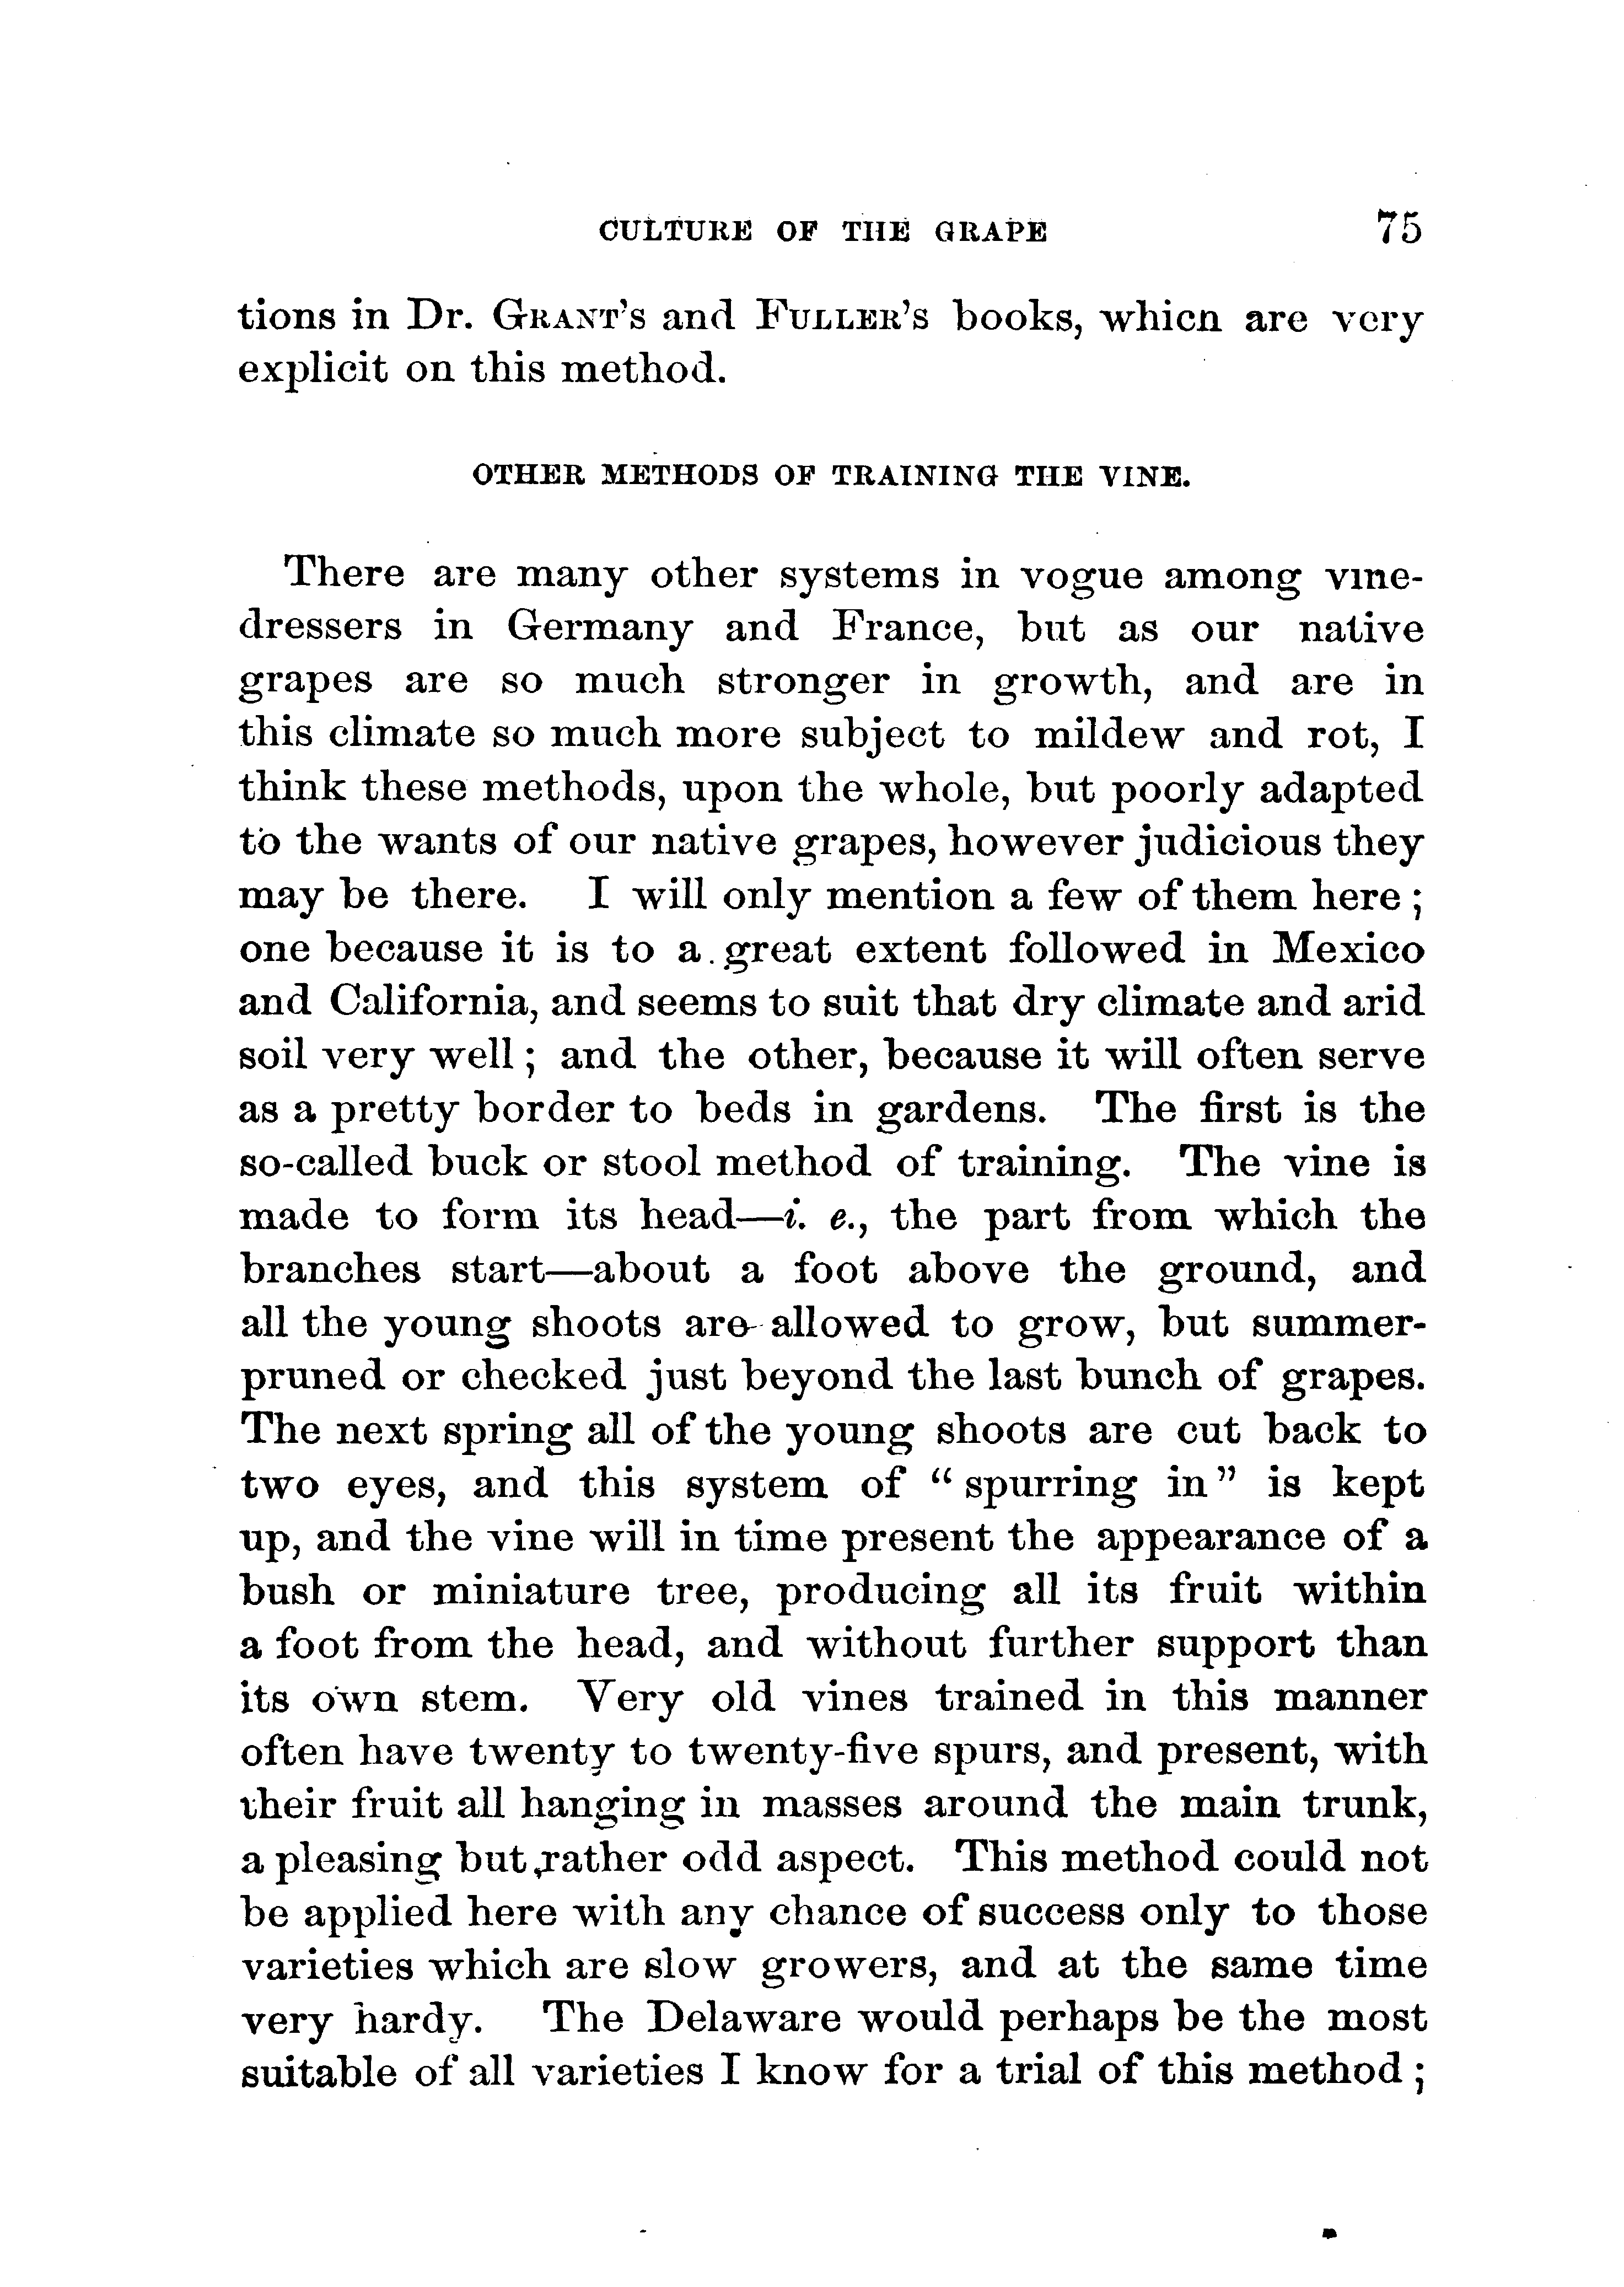 CULTURE OF THE GRAPE 75
tions in Dr. GRANT's and FULLER's books, which are very
explicit on this method.
OTHER METHODS OF TRAINING THE VINE.
There are many other systems in vogue among vine-
dressers in Germany and France, but as our native
grapes are so much stronger in growth, and are in
this climate so much more subject to mildew and rot, I
think these methods, upon the whole, but poorly adapted
to the wants of our native grapes, however judicious they
may be there. I will only mention a few of them here;
one because it is to a great extent followed in Mexico
and California, and seems to suit that dry climate and arid
soil very well; and the other, because it will often serve
as a pretty border to beds in gardens. The first is the
so-called buck or stool method of training. The vine is
made to form its head—i. e., the part from which the
branches start—about a foot above the ground, and
all the young shoots are allowed to grow, but summer-
pruned or checked just beyond the last bunch of grapes.
The next spring all of the young shoots are cut back to
two eyes, and this system of "spurring in" is kept
up, and the vine will in time present the appearance of a
bush or miniature tree, producing all its fruit within
a foot from the head, and without further support than
its own stem. Very old vines trained in this manner
often have twenty to twenty-five spurs, and present, with
their fruit all hanging in masses around the main trunk,
a pleasing but rather odd aspect. This method could not
be applied here with any chance of success only to those
varieties which are slow growers, and at the same time
very hardy. The Delaware would perhaps be the most
suitable of all varieties I know for a trial of this method;